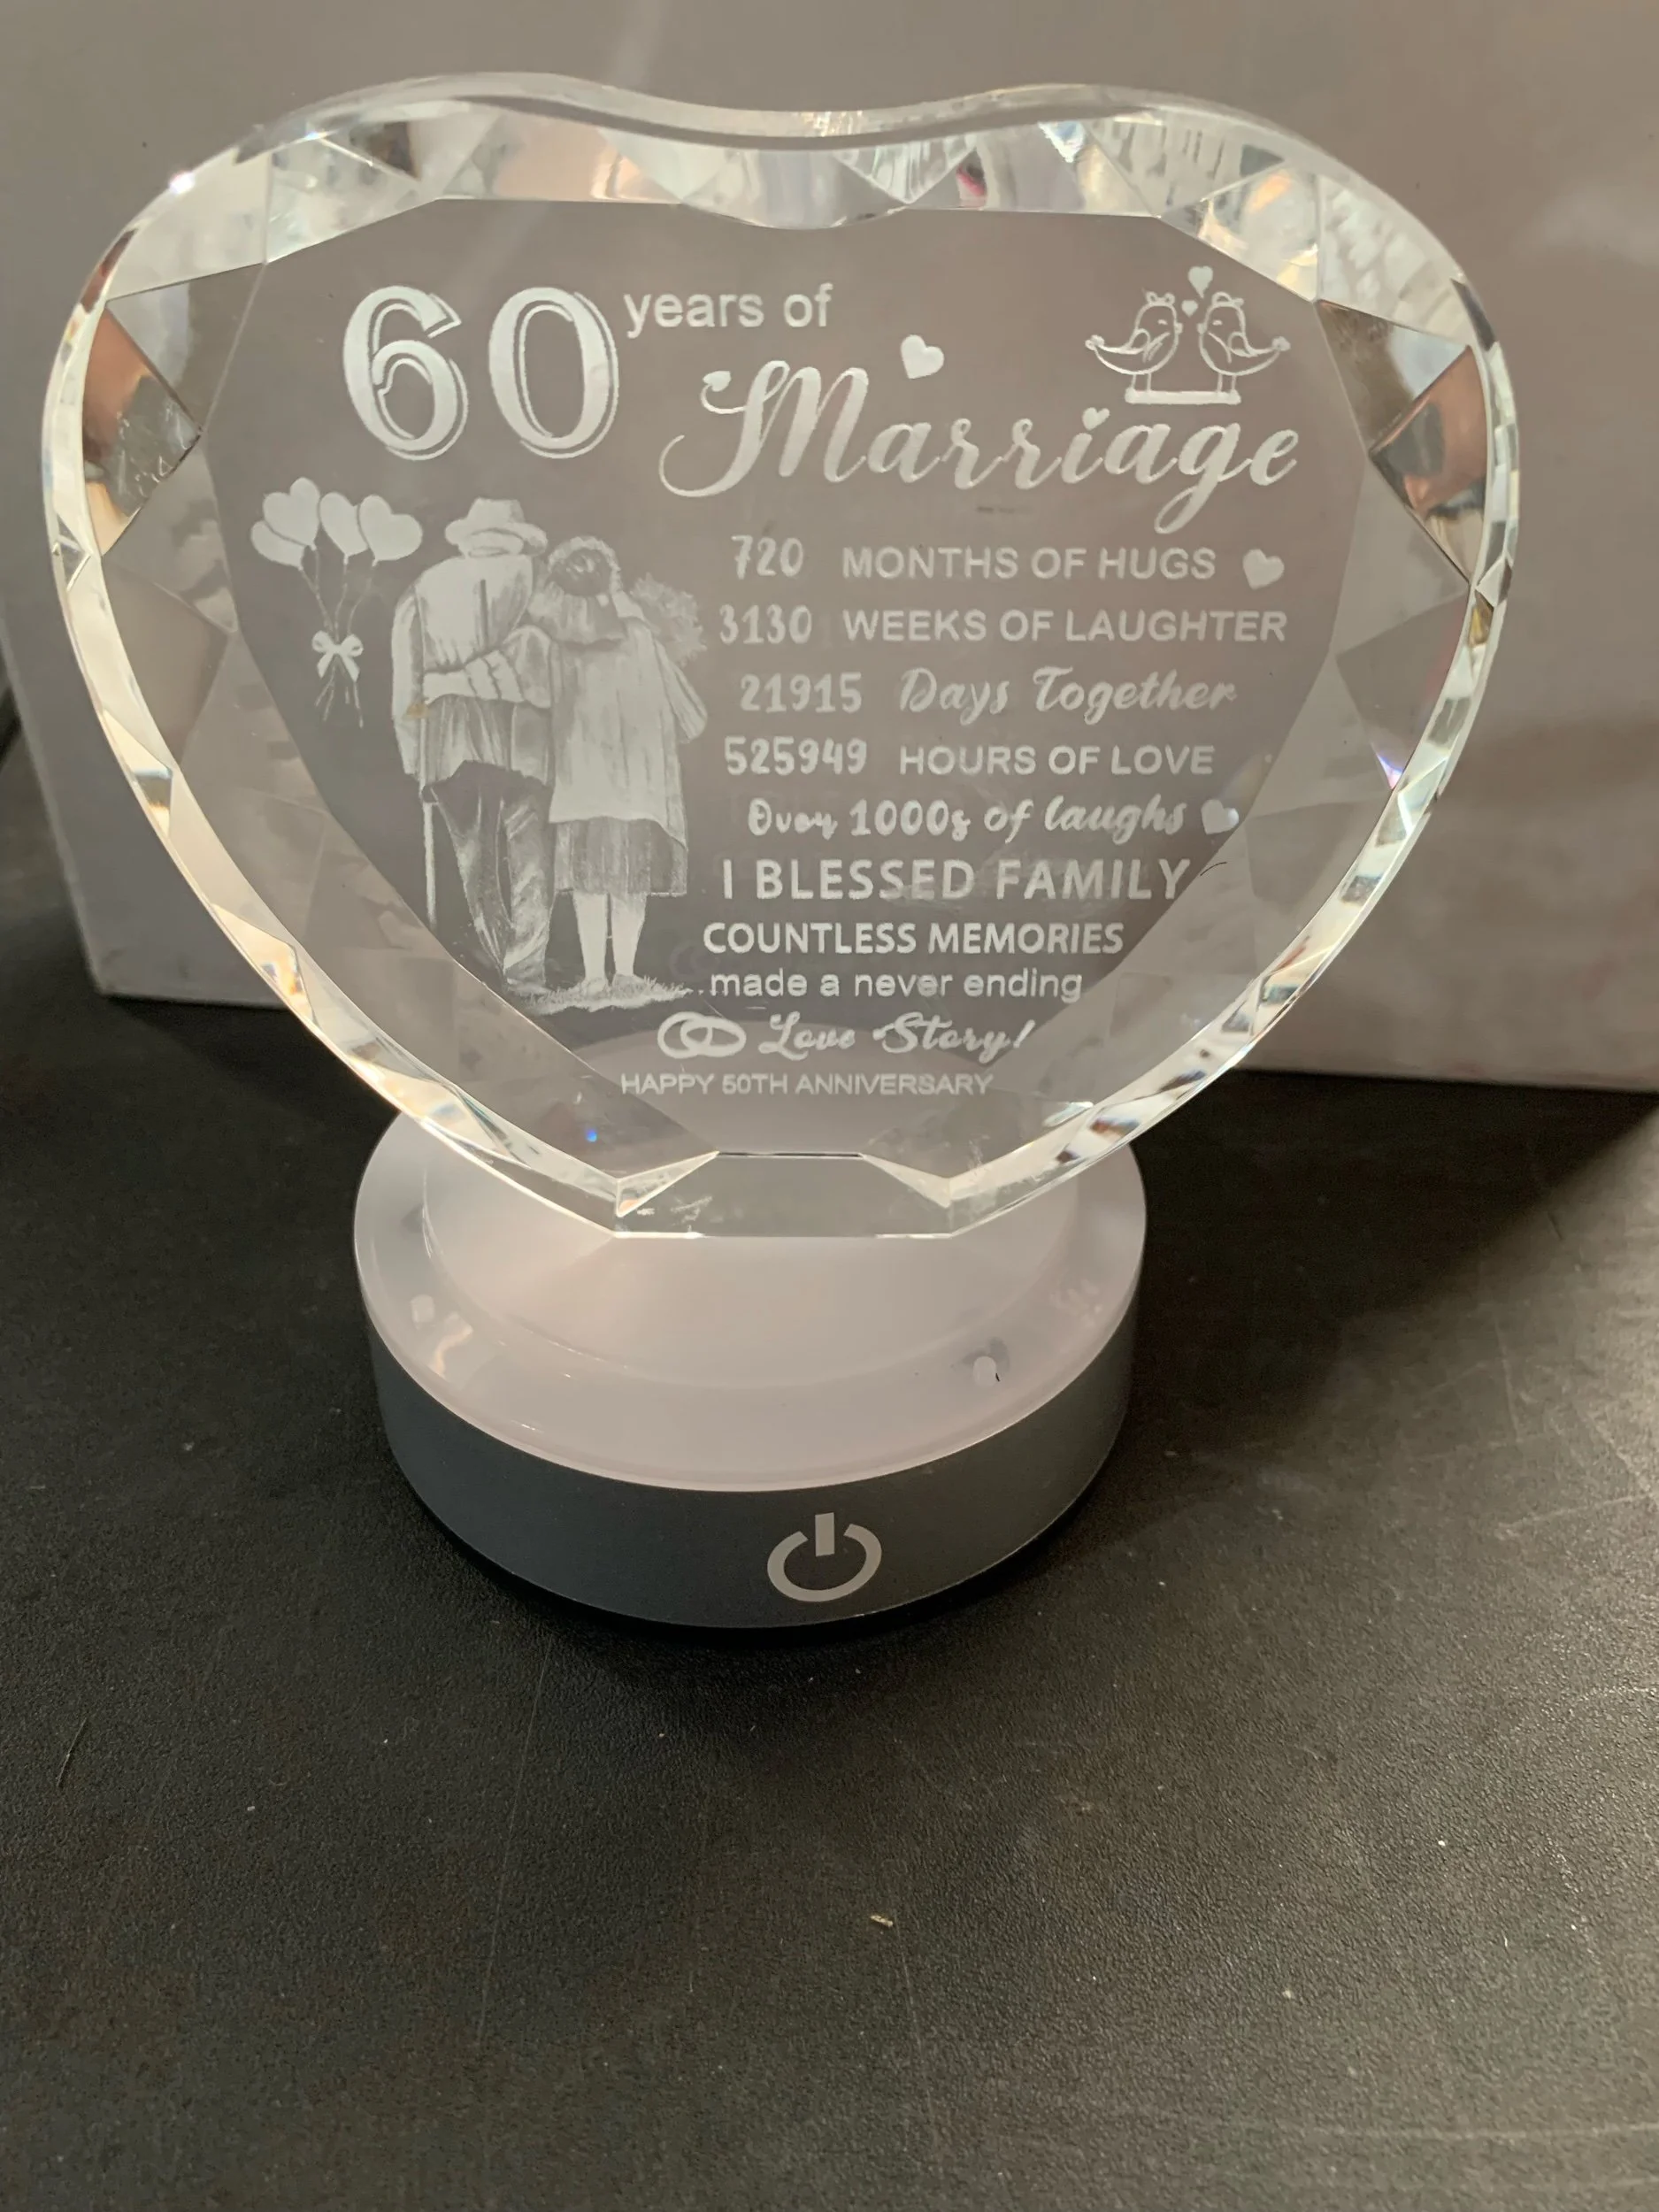 60 years of
Marriage
720 MONTHS OF HUGS
3130 WEEKS OF LAUGHTER
21915 Days Together
525949 HOURS OF LOVE
Over 1000s of laughs
I BLESSED FAMILY
COUNTLESS MEMORIES
...made a never ending
Love Story!
HAPPY 50TH ANNIVERSARY